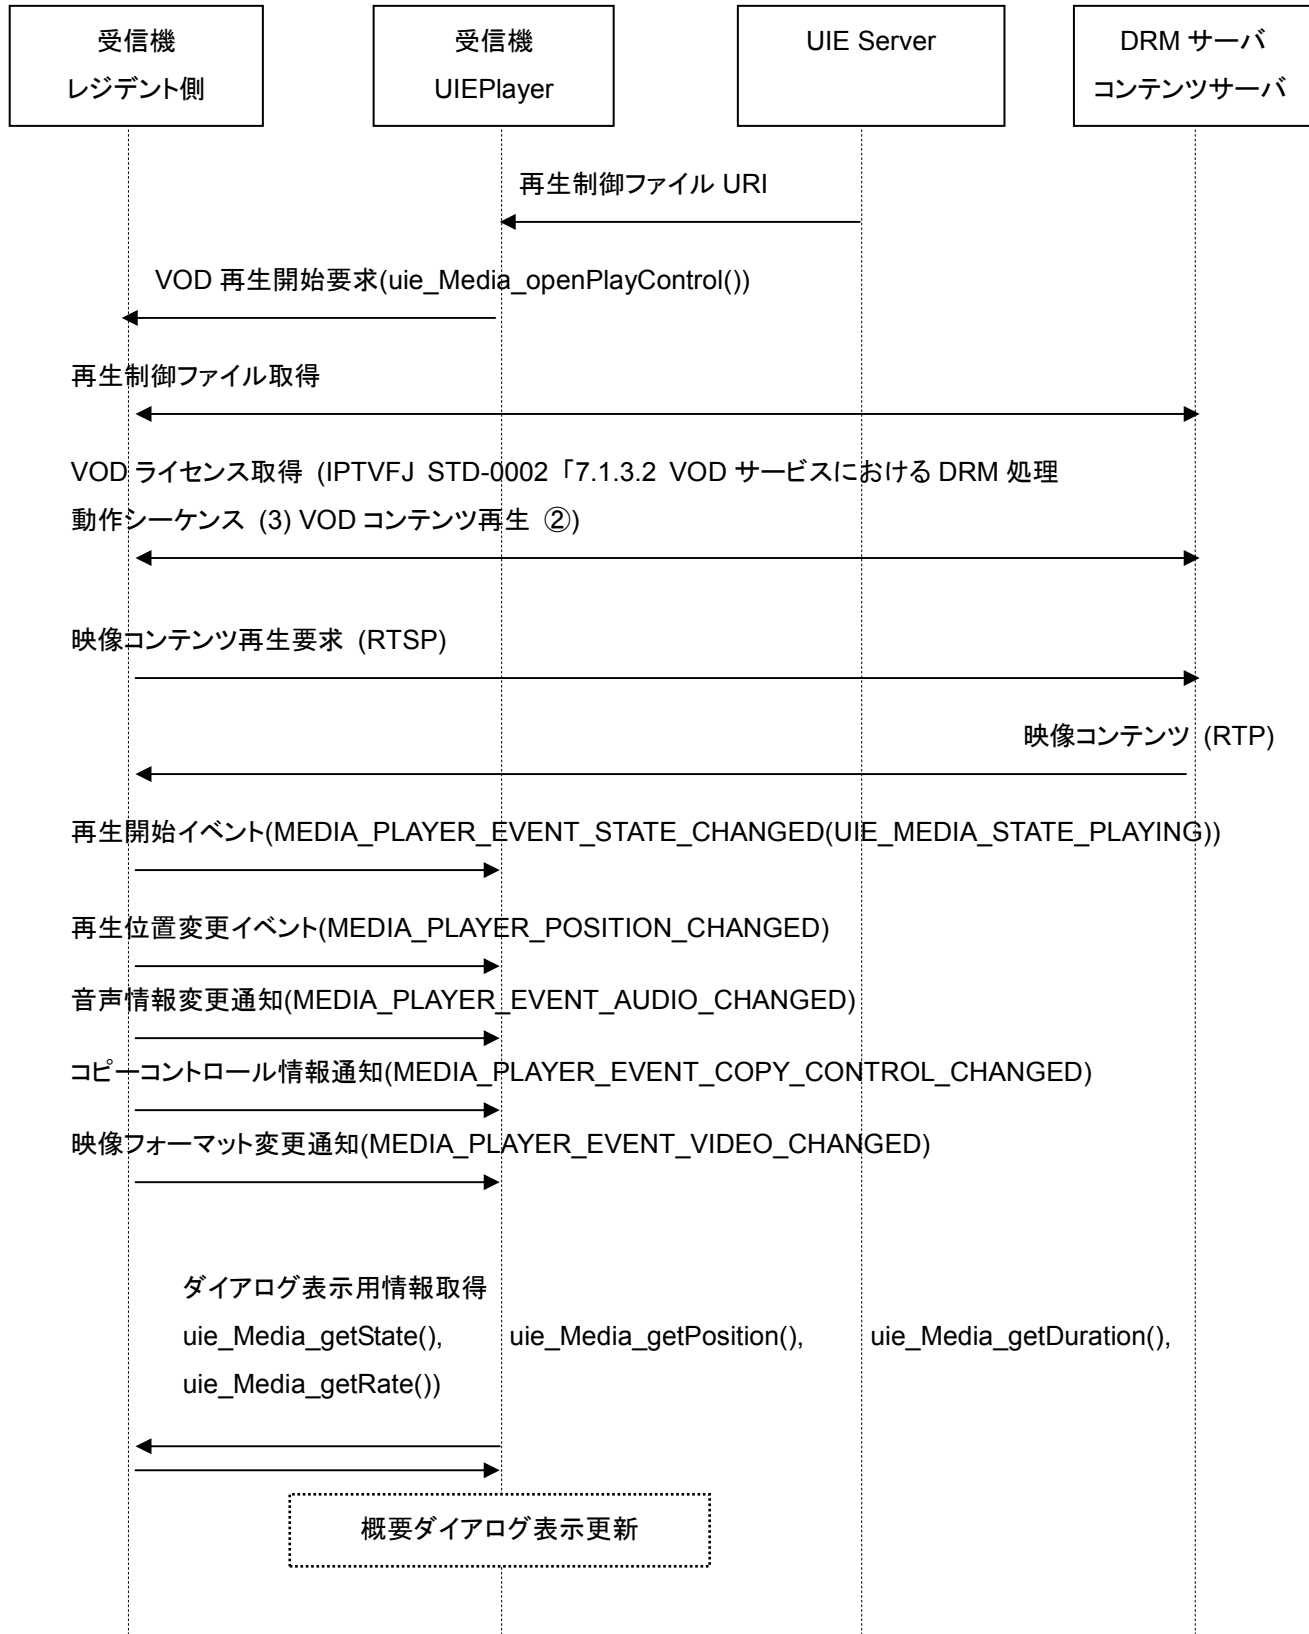 受信機
レジデント側
受信機
UIEPlayer
UIE Server
DRM サーバ
コンテンツサーバ
再生制御ファイル URI
VOD 再生開始要求(uie_Media_openPlayControl())
再生制御ファイル取得
VOD ライセンス取得 (IPTVFJ STD-0002 「7.1.3.2 VOD サービスにおける DRM 処理
動作シーケンス (3) VOD コンテンツ再生 ②)
映像コンテンツ再生要求 (RTSP)
映像コンテンツ (RTP)
再生開始イベント(MEDIA_PLAYER_EVENT_STATE_CHANGED(UIE_MEDIA_STATE_PLAYING))
再生位置変更イベント(MEDIA_PLAYER_POSITION_CHANGED)
音声情報変更通知(MEDIA_PLAYER_EVENT_AUDIO_CHANGED)
コピーコントロール情報通知(MEDIA_PLAYER_EVENT_COPY_CONTROL_CHANGED)
映像フォーマット変更通知(MEDIA_PLAYER_EVENT_VIDEO_CHANGED)
ダイアログ表示用情報取得
uie_Media_getState(), uie_Media_getPosition(), uie_Media_getDuration(),
uie_Media_getRate())
概要ダイアログ表示更新